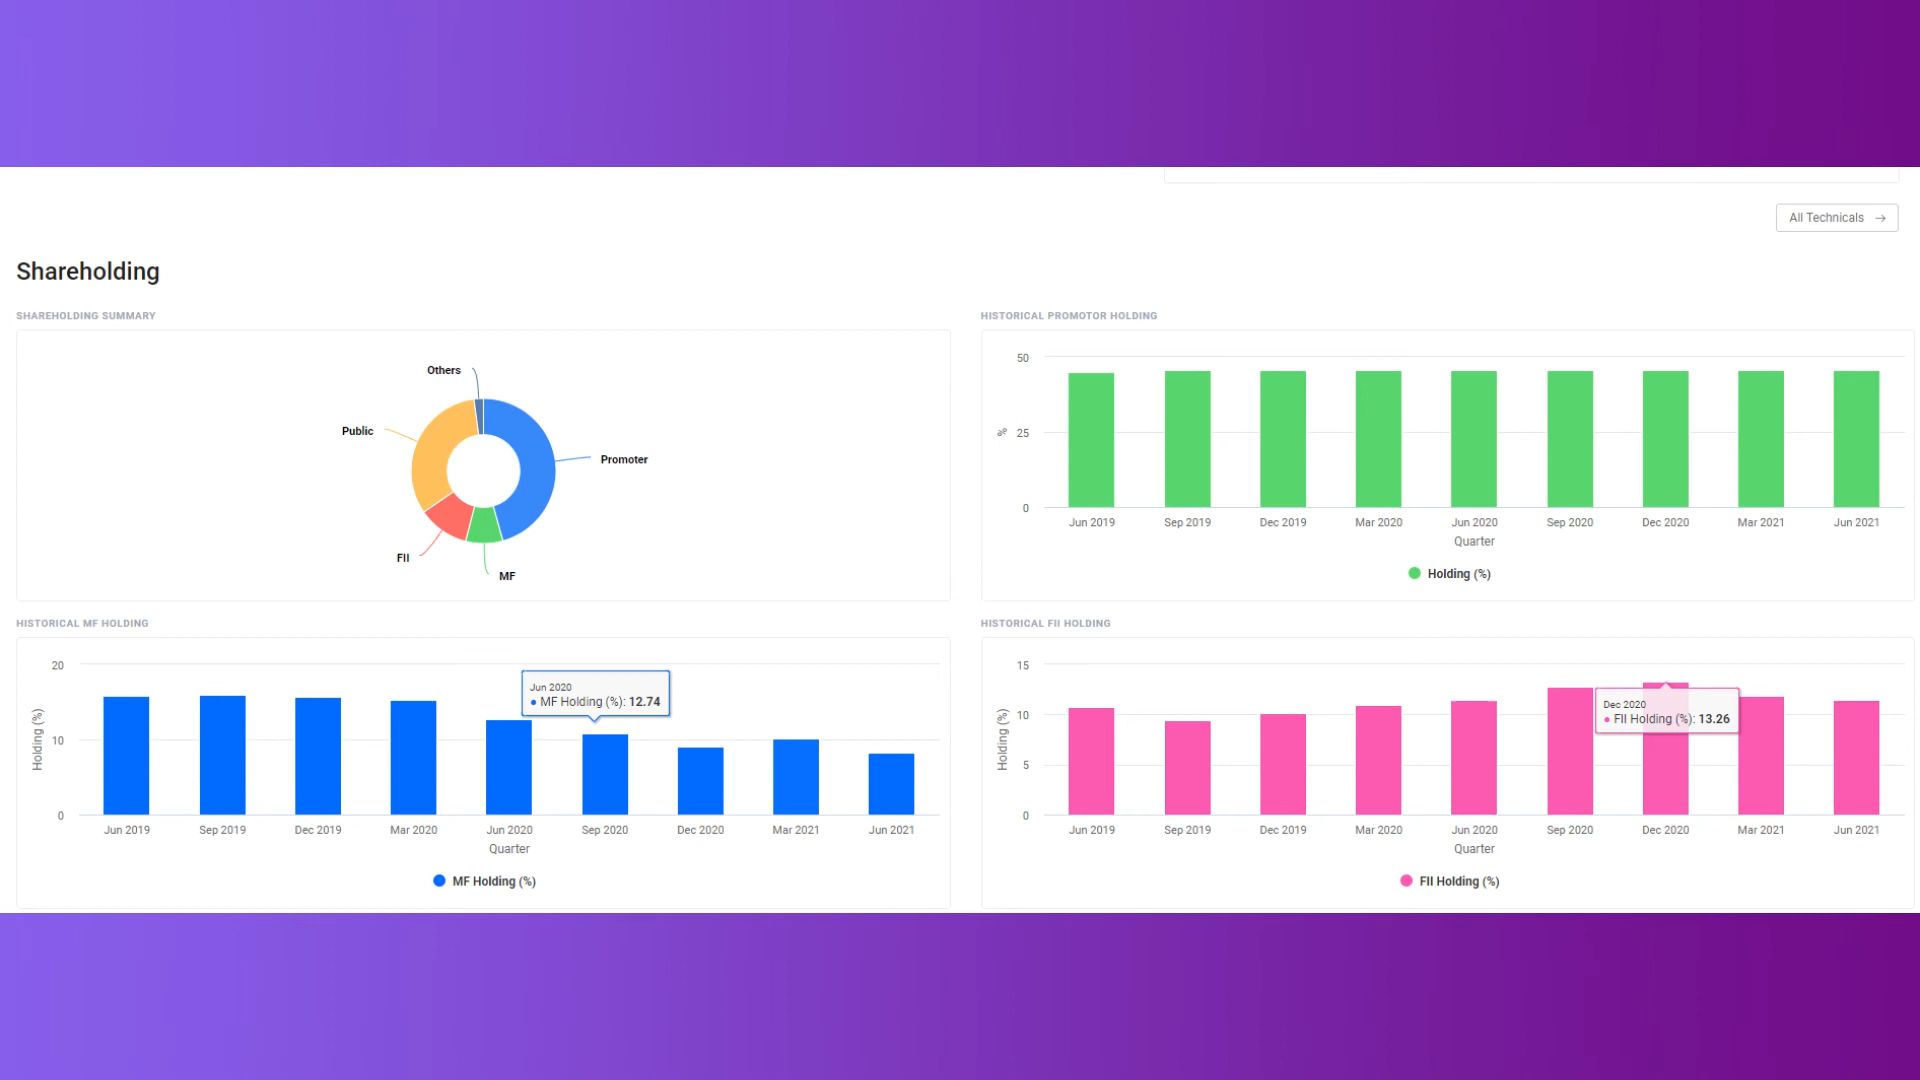 All Technicals →
Shareholding
SHAREHOLDING SUMMARY
Others
Public
Promoter
FII
MF
HISTORICAL PROMOTOR HOLDING
50
25
0
%
Jun 2019 Sep 2019 Dec 2019 Mar 2020 Jun 2020 Sep 2020 Dec 2020 Mar 2021 Jun 2021
Quarter
Holding (%)
HISTORICAL MF HOLDING
20
10
0
Holding (%)
Jun 2020
MF Holding (%): 12.74
Jun 2019 Sep 2019 Dec 2019 Mar 2020 Jun 2020 Sep 2020 Dec 2020 Mar 2021 Jun 2021
Quarter
MF Holding (%)
HISTORICAL FII HOLDING
15
10
5
0
Holding (%)
Dec 2020
FII Holding (%): 13.26
Jun 2019 Sep 2019 Dec 2019 Mar 2020 Jun 2020 Sep 2020 Dec 2020 Mar 2021 Jun 2021
Quarter
FII Holding (%)